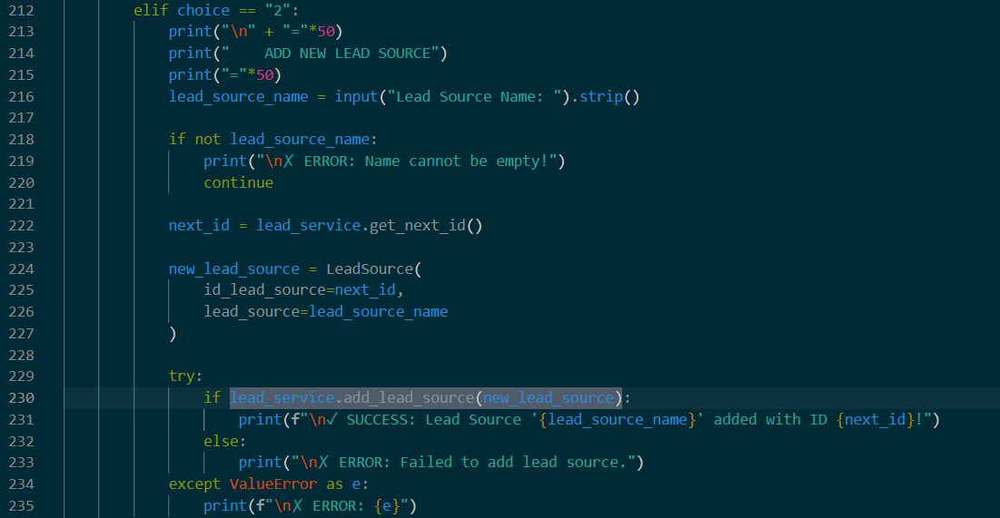 212 elif choice == "2":
213 print("\n" + "="*50)
214 print("    ADD NEW LEAD SOURCE")
215 print("="*50)
216 lead_source_name = input("Lead Source Name: ").strip()
217
218 if not lead_source_name:
219 print("\n✗ ERROR: Name cannot be empty!")
220 continue
221
222 next_id = lead_service.get_next_id()
223
224 new_lead_source = LeadSource(
225 id_lead_source=next_id,
226 lead_source=lead_source_name
227 )
228
229 try:
230 if lead_service.add_lead_source(new_lead_source):
231 print(f"\n✓ SUCCESS: Lead Source '{lead_source_name}' added with ID {next_id}!")
232 else:
233 print("\n✗ ERROR: Failed to add lead source.")
234 except ValueError as e:
235 print(f"\n✗ ERROR: {e}")